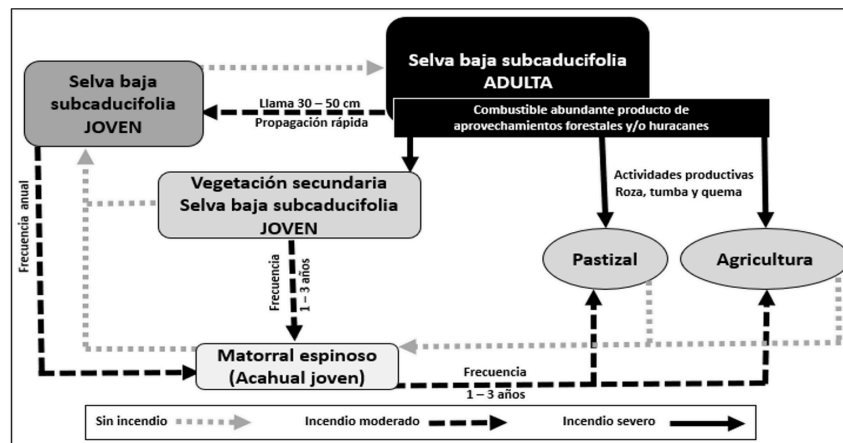 Selva baja
subcaducifolia
JOVEN
Selva baja subcaducifolia
ADULTA
Combustible abundante producto de
aprovechamientos forestales y/o huracanes
Llama 30 – 50 cm
Propagación rápida
Actividades productivas
Roza, tumba y quema
Vegetación secundaria
Selva baja subcaducifolia
JOVEN
Frecuencia anual
Frecuencia
1 – 3 años
Pastizal
Agricultura
Matorral espinoso
(Acahual joven)
Frecuencia
1 – 3 años
Sin incendio
Incendio moderado
Incendio severo